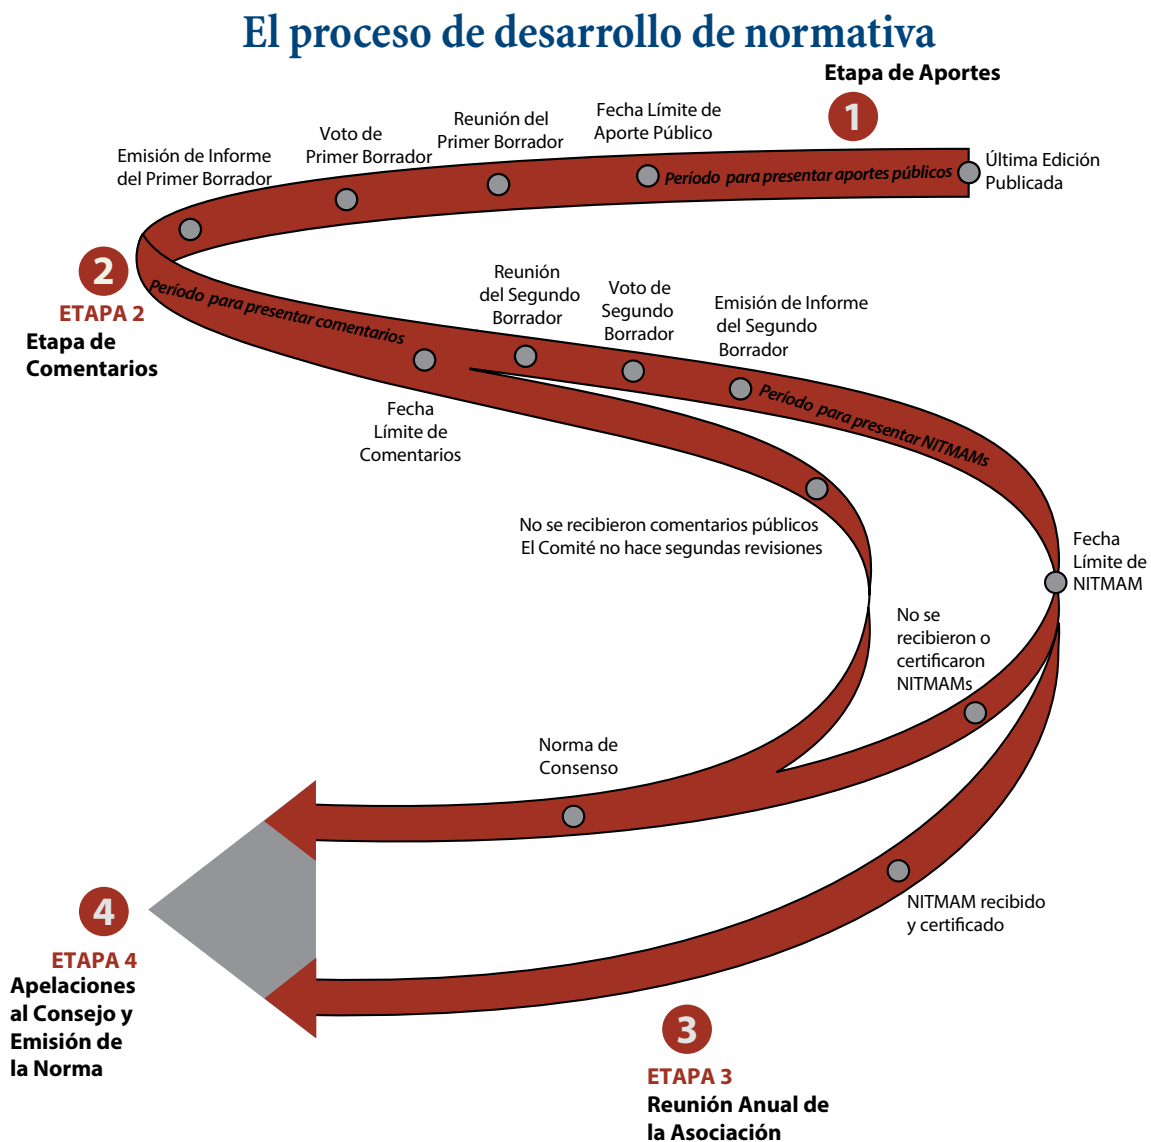 El proceso de desarrollo de normativa
Etapa de Aportes
1
Fecha Límite de
Aporte Público
Reunión del
Primer Borrador
Voto de
Primer Borrador
Emisión de Informe
del Primer Borrador
Período para presentar aportes públicos
Última Edición
Publicada
2
ETAPA 2
Etapa de
Comentarios
Período para presentar comentarios
Fecha
Límite de
Comentarios
Reunión
del Segundo
Borrador
Voto de
Segundo
Borrador
Emisión de Informe
del Segundo
Borrador
Período para presentar NITMAMs
No se recibieron comentarios públicos
El Comité no hace segundas revisiones
Fecha
Límite de
NITMAM
No se
recibieron o
certificaron
NITMAMs
Norma de
Consenso
NITMAM recibido
y certificado
4
ETAPA 4
Apelaciones
al Consejo y
Emisión de
la Norma
3
ETAPA 3
Reunión Anual de
la Asociación